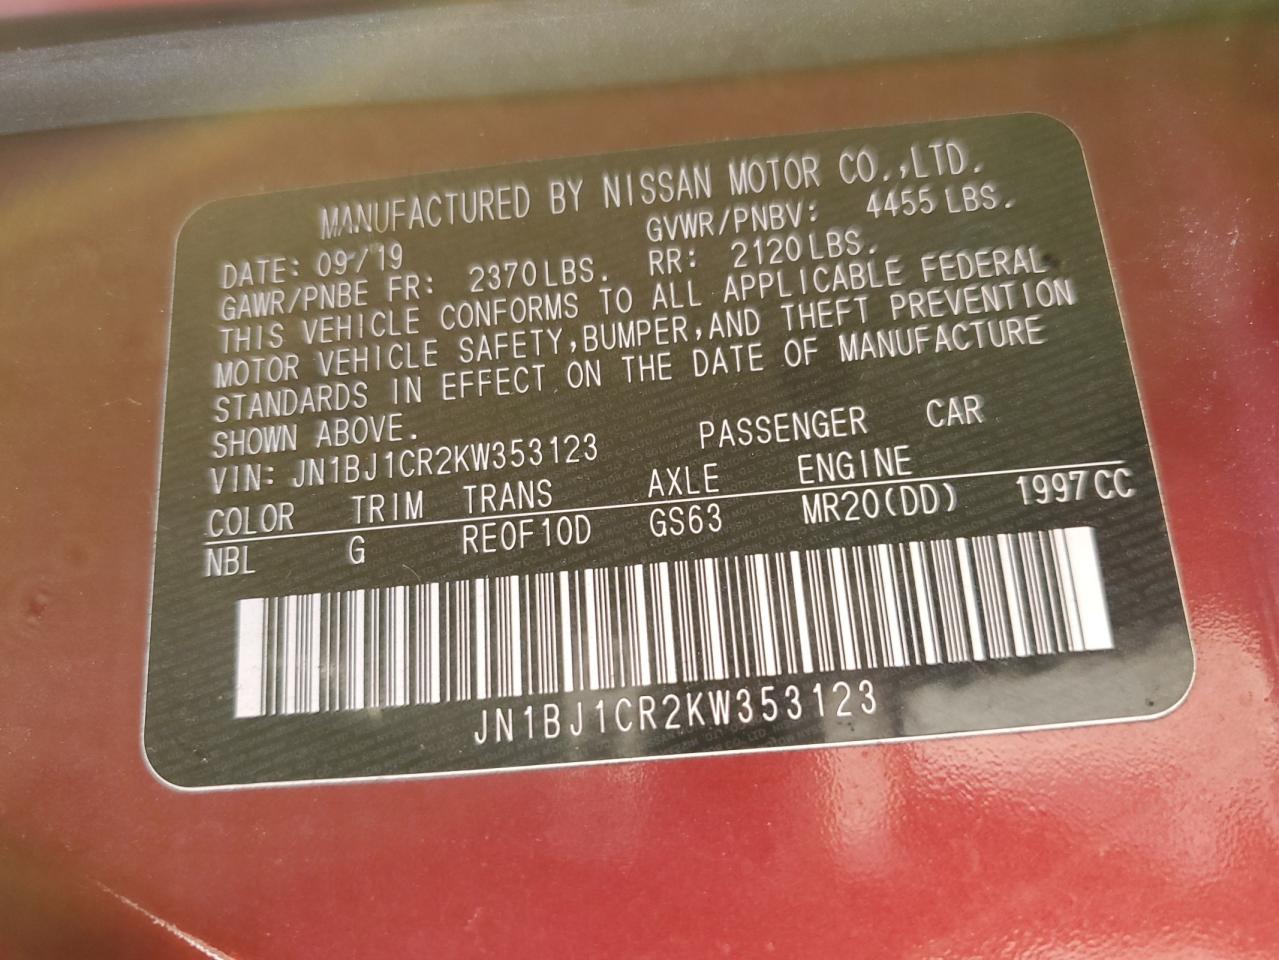 MANUFACTURED BY NISSAN MOTOR CO.,LTD.
DATE: 09/19 GVWR/PNBV: 4455 LBS.
GAWR/PNBE FR: 2370 LBS. RR: 2120 LBS.
THIS VEHICLE CONFORMS TO ALL APPLICABLE FEDERAL
MOTOR VEHICLE SAFETY,BUMPER,AND THEFT PREVENTION
STANDARDS IN EFFECT ON THE DATE OF MANUFACTURE
SHOWN ABOVE.
VIN: JN1BJ1CR2KW353123 PASSENGER CAR
COLOR TRIM TRANS AXLE ENGINE
NBL G RE0F10D GS63 MR20(DD) 1997 CC
JN1BJ1CR2KW353123